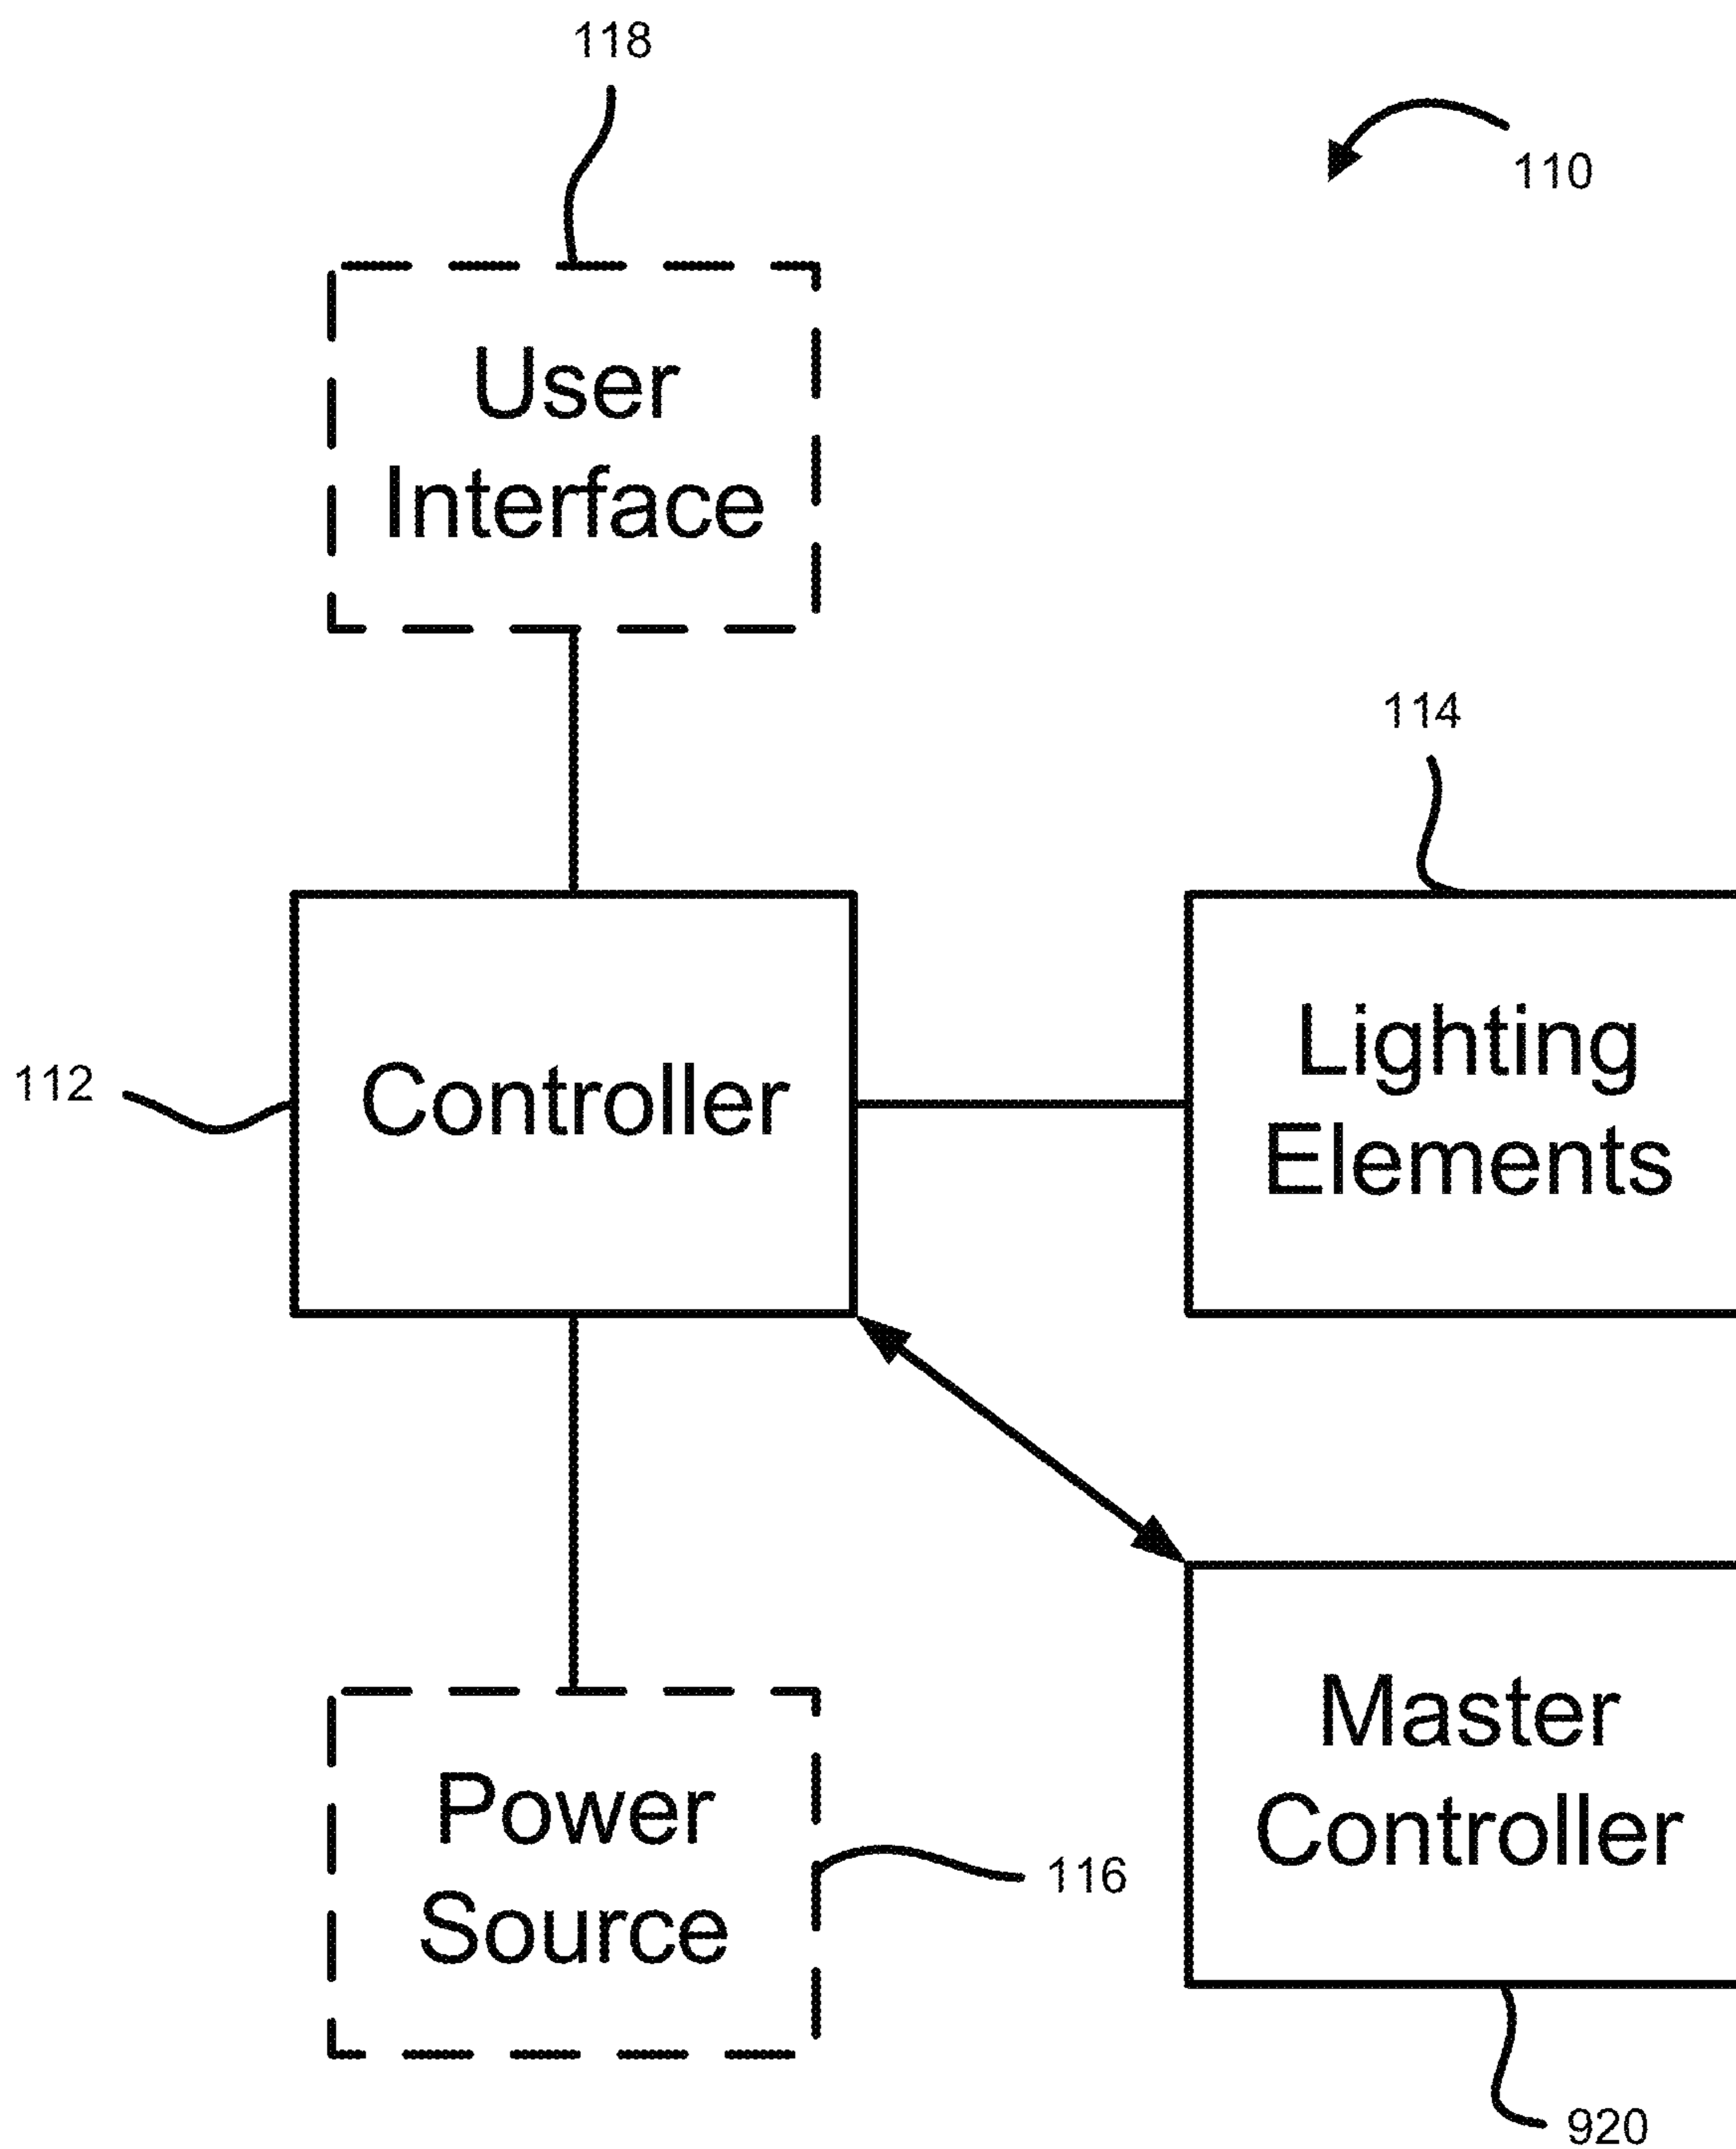 118
110
User
Interface
114
112
Controller
Lighting
Elements
Master
Controller
Power
Source
116
920